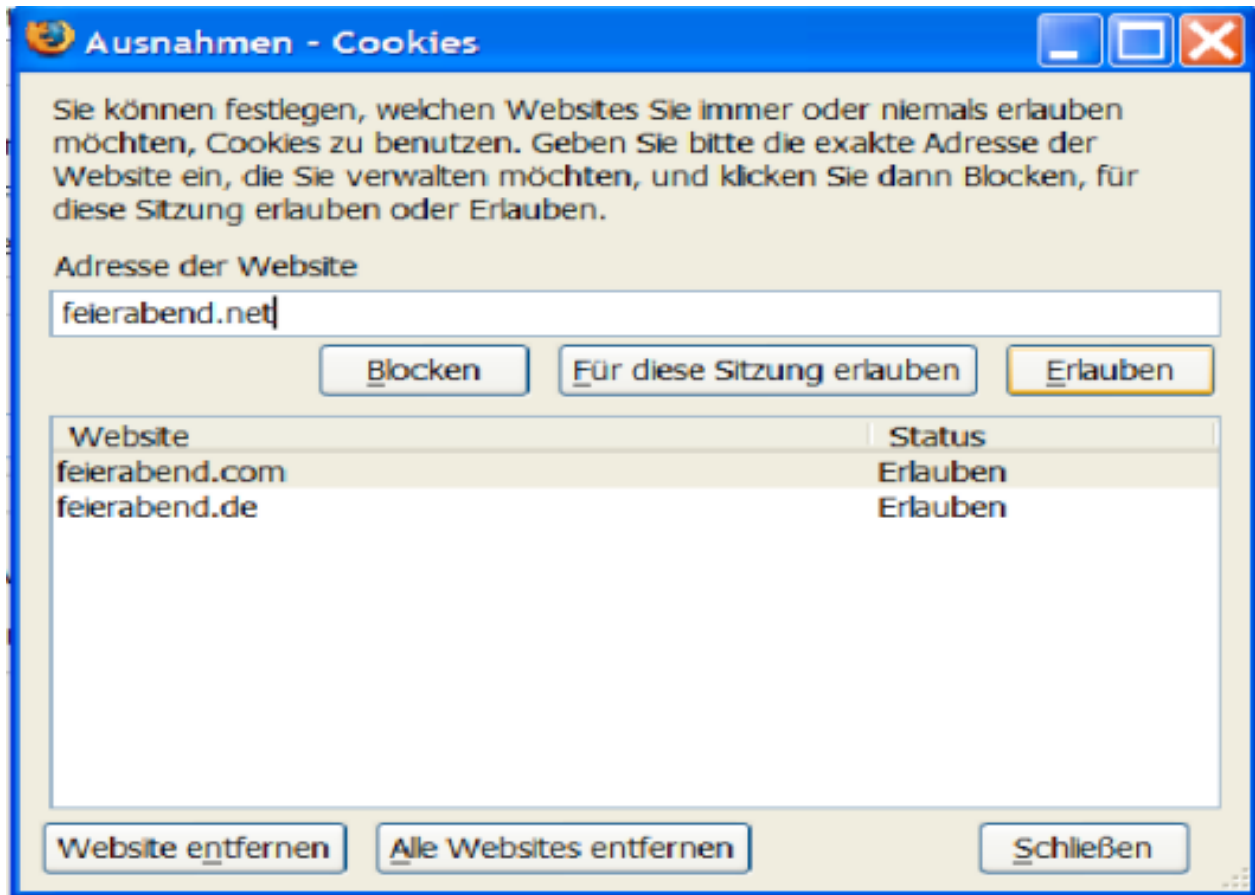 Ausnahmen - Cookies
Sie können festlegen, welchen Websites Sie immer oder niemals erlauben
möchten, Cookies zu benutzen. Geben Sie bitte die exakte Adresse der
Website ein, die Sie verwalten möchten, und klicken Sie dann Blocken, für
diese Sitzung erlauben oder Erlauben.
Adresse der Website
feierabend.net
Blocken Für diese Sitzung erlauben Erlauben
Website Status
feierabend.com Erlauben
feierabend.de Erlauben
Website entfernen Alle Websites entfernen Schließen